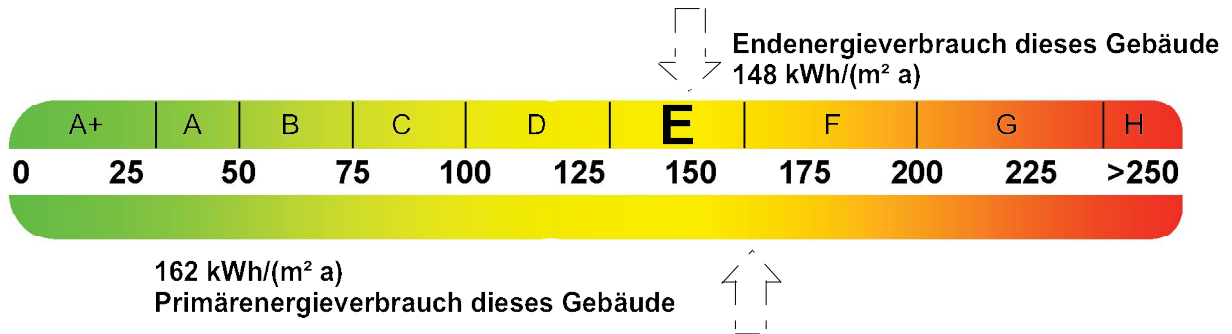 Endenergieverbrauch dieses Gebäude
148 kWh/(m² a)
A+ A B C D E F G H
0 25 50 75 100 125 150 175 200 225 >250
162 kWh/(m² a)
Primärenergieverbrauch dieses Gebäude